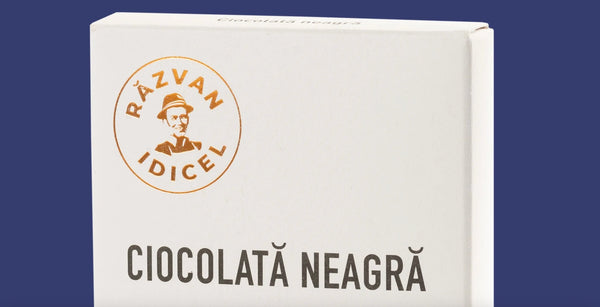 Ciocolată neagră
RĂZVAN
IDICEL
CIOCOLATĂ NEAGRĂ